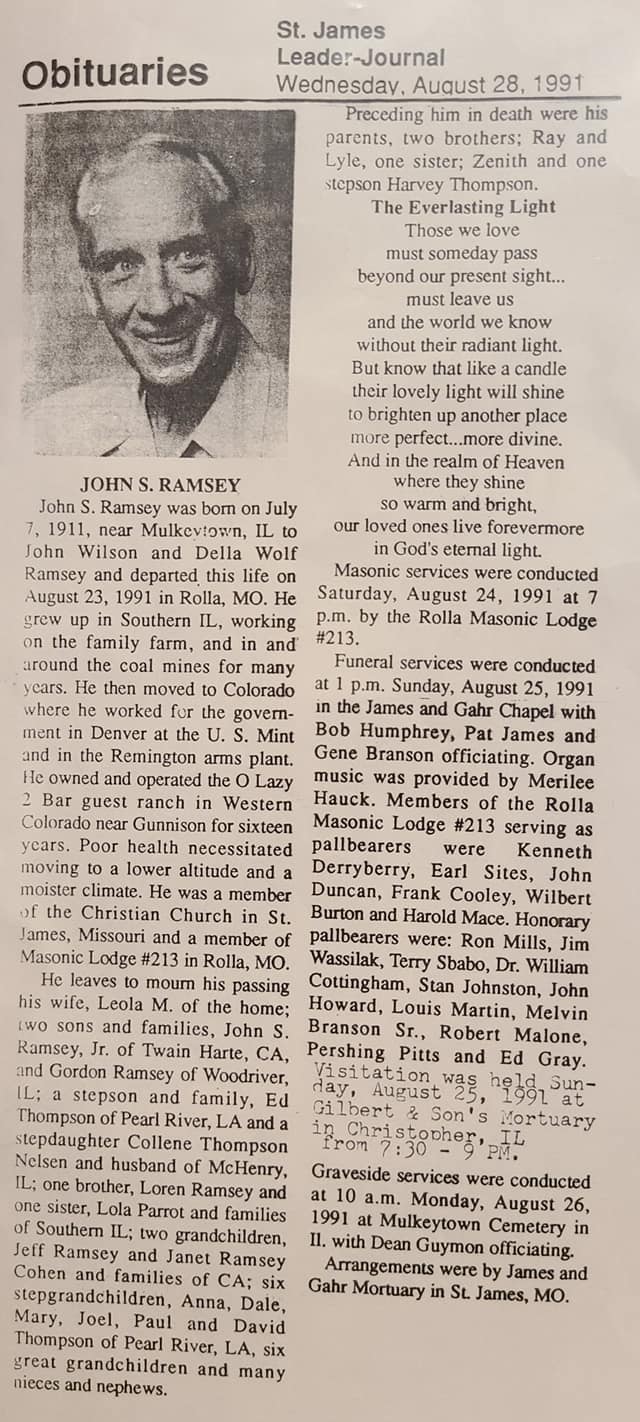 Obituaries
St. James
Leader-Journal
Wednesday, August 28, 1991
JOHN S. RAMSEY
John S. Ramsey was born on July
7, 1911, near Mulkeytown, IL to
John Wilson and Della Wolf
Ramsey and departed this life on
August 23, 1991 in Rolla, MO. He
grew up in Southern IL, working
on the family farm, and in and
around the coal mines for many
years. He then moved to Colorado
where he worked for the govern-
ment in Denver at the U. S. Mint
and in the Remington arms plant.
He owned and operated the O Lazy
2 Bar guest ranch in Western
Colorado near Gunnison for sixteen
years. Poor health necessitated
moving to a lower altitude and a
moister climate. He was a member
of the Christian Church in St.
James, Missouri and a member of
Masonic Lodge #213 in Rolla, MO.
He leaves to mourn his passing
his wife, Leola M. of the home;
two sons and families, John S.
Ramsey, Jr. of Twain Harte, CA,
and Gordon Ramsey of Woodriver,
IL; a stepson and family, Ed
Thompson of Pearl River, LA and a
stepdaughter Collene Thompson
Nelsen and husband of McHenry,
IL; one brother, Loren Ramsey and
one sister, Lola Parrot and families
of Southern IL; two grandchildren,
Jeff Ramsey and Janet Ramsey
Cohen and families of CA; six
stepgrandchildren, Anna, Dale,
Mary, Joel, Paul and David
Thompson of Pearl River, LA, six
great grandchildren and many
nieces and nephews.
Preceding him in death were his
parents, two brothers; Ray and
Lyle, one sister; Zenith and one
stepson Harvey Thompson.
The Everlasting Light
Those we love
must someday pass
beyond our present sight...
must leave us
and the world we know
without their radiant light.
But know that like a candle
their lovely light will shine
to brighten up another place
more perfect...more divine.
And in the realm of Heaven
where they shine
so warm and bright,
our loved ones live forevermore
in God's eternal light.
Masonic services were conducted
Saturday, August 24, 1991 at 7
p.m. by the Rolla Masonic Lodge
#213.
Funeral services were conducted
at 1 p.m. Sunday, August 25, 1991
in the James and Gahr Chapel with
Bob Humphrey, Pat James and
Gene Branson officiating. Organ
music was provided by Merilee
Hauck. Members of the Rolla
Masonic Lodge #213 serving as
pallbearers were Kenneth
Derryberry, Earl Sites, John
Duncan, Frank Cooley, Wilbert
Burton and Harold Mace. Honorary
pallbearers were: Ron Mills, Jim
Wassilak, Terry Sbabo, Dr. William
Cottingham, Stan Johnston, John
Howard, Louis Martin, Melvin
Branson Sr., Robert Malone,
Pershing Pitts and Ed Gray.
Visitation was held Sun-
day, August 25, 1991 at
Gilbert & Son's Mortuary
in Christopher, IL
from 7:30 - 9 PM.
Graveside services were conducted
at 10 a.m. Monday, August 26,
1991 at Mulkeytown Cemetery in
Il. with Dean Guymon officiating.
Arrangements were by James and
Gahr Mortuary in St. James, MO.